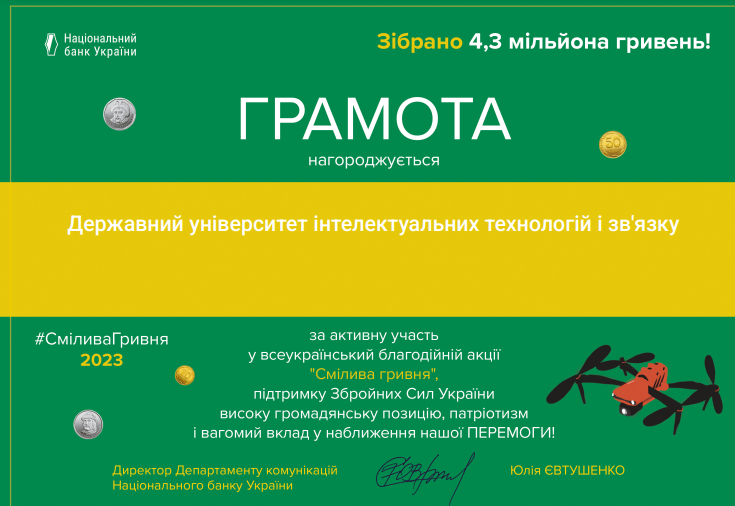 Національний
банк України
Зібрано 4,3 мільйона гривень!
ГРАМОТА
нагороджується
50
Державний університет інтелектуальних технологій і зв'язку
#СміливаГривня
2023
за активну участь
у всеукраїнський благодійній акції
"Смілива гривня",
підтримку Збройних Сил України
високу громадянську позицію, патріотизм
і вагомий вклад у наближення нашої ПЕРЕМОГИ!
Директор Департаменту комунікацій
Національного банку України
Юлія ЄВТУШЕНКО